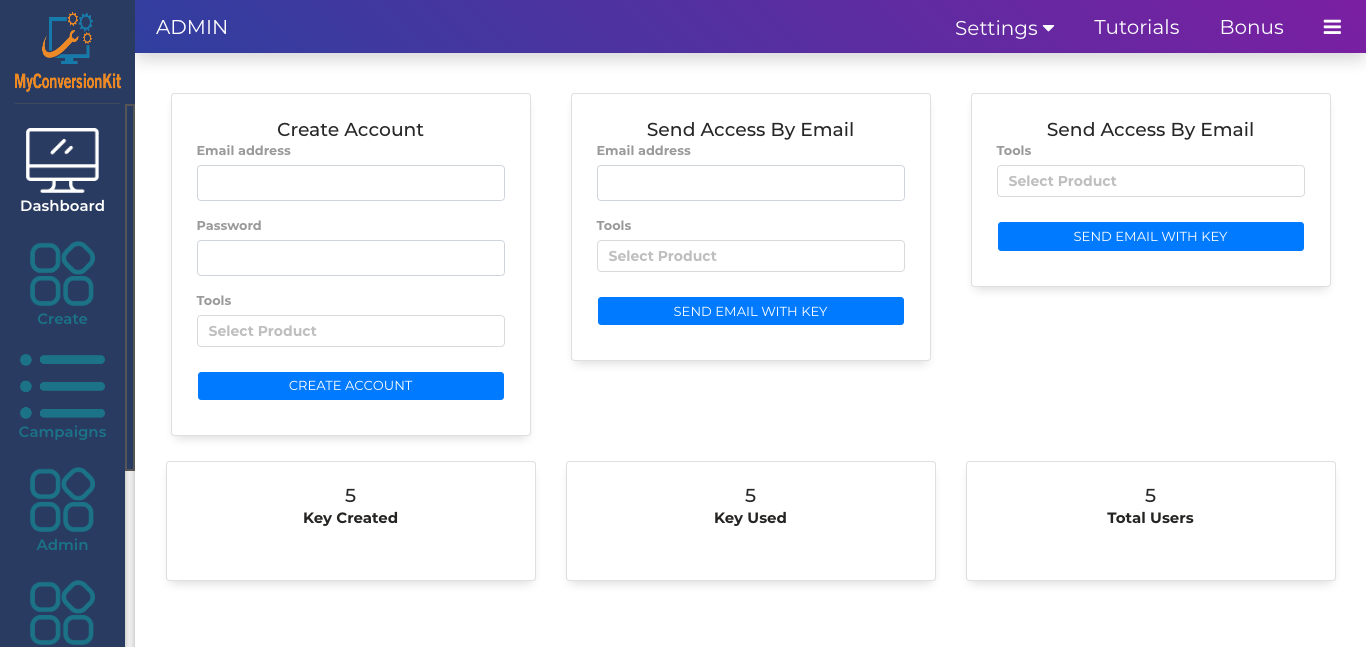 MyConversionKit
ADMIN
Settings
Tutorials
Bonus
Dashboard
Create
Campaigns
Admin
Create Account
Email address
Password
Tools
Select Product
CREATE ACCOUNT
Send Access By Email
Email address
Tools
Select Product
SEND EMAIL WITH KEY
Send Access By Email
Tools
Select Product
SEND EMAIL WITH KEY
5
Key Created
5
Key Used
5
Total Users